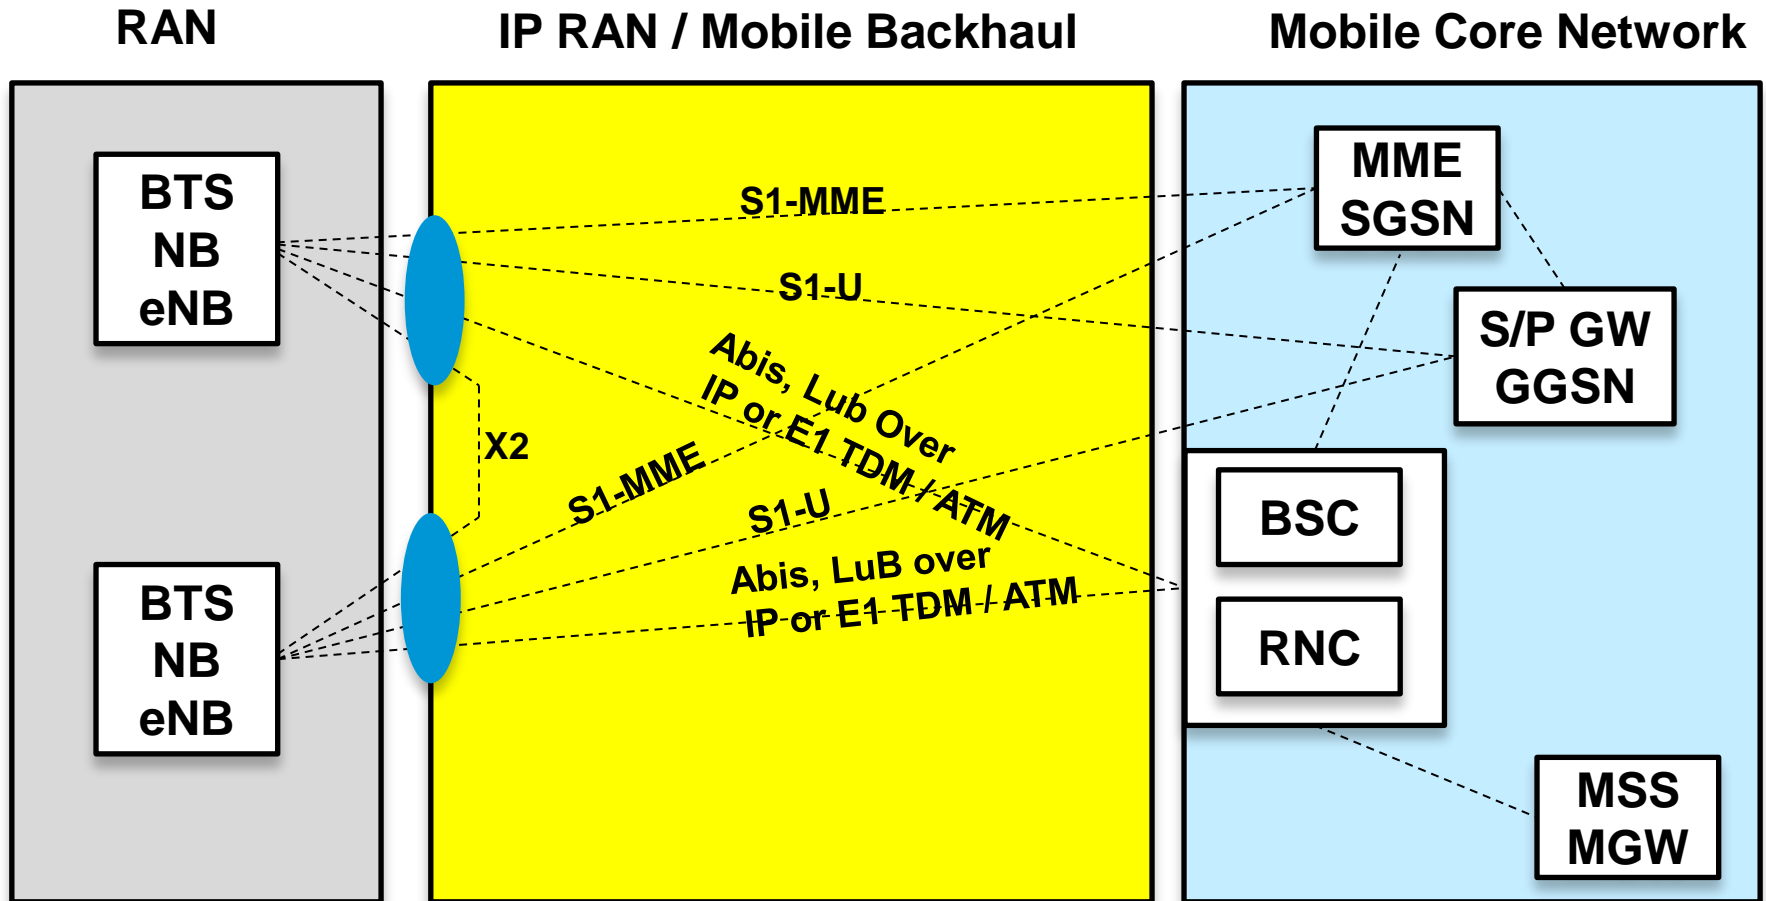 RAN
IP RAN / Mobile Backhaul
Mobile Core Network
BTS
NB
eNB
S1-MME
S1-U
Abis, Lub Over
IP or E1 TDM / ATM
X2
S1-MME
S1-U
Abis, LuB over
IP or E1 TDM / ATM
BTS
NB
eNB
MME
SGSN
S/P GW
GGSN
BSC
RNC
MSS
MGW